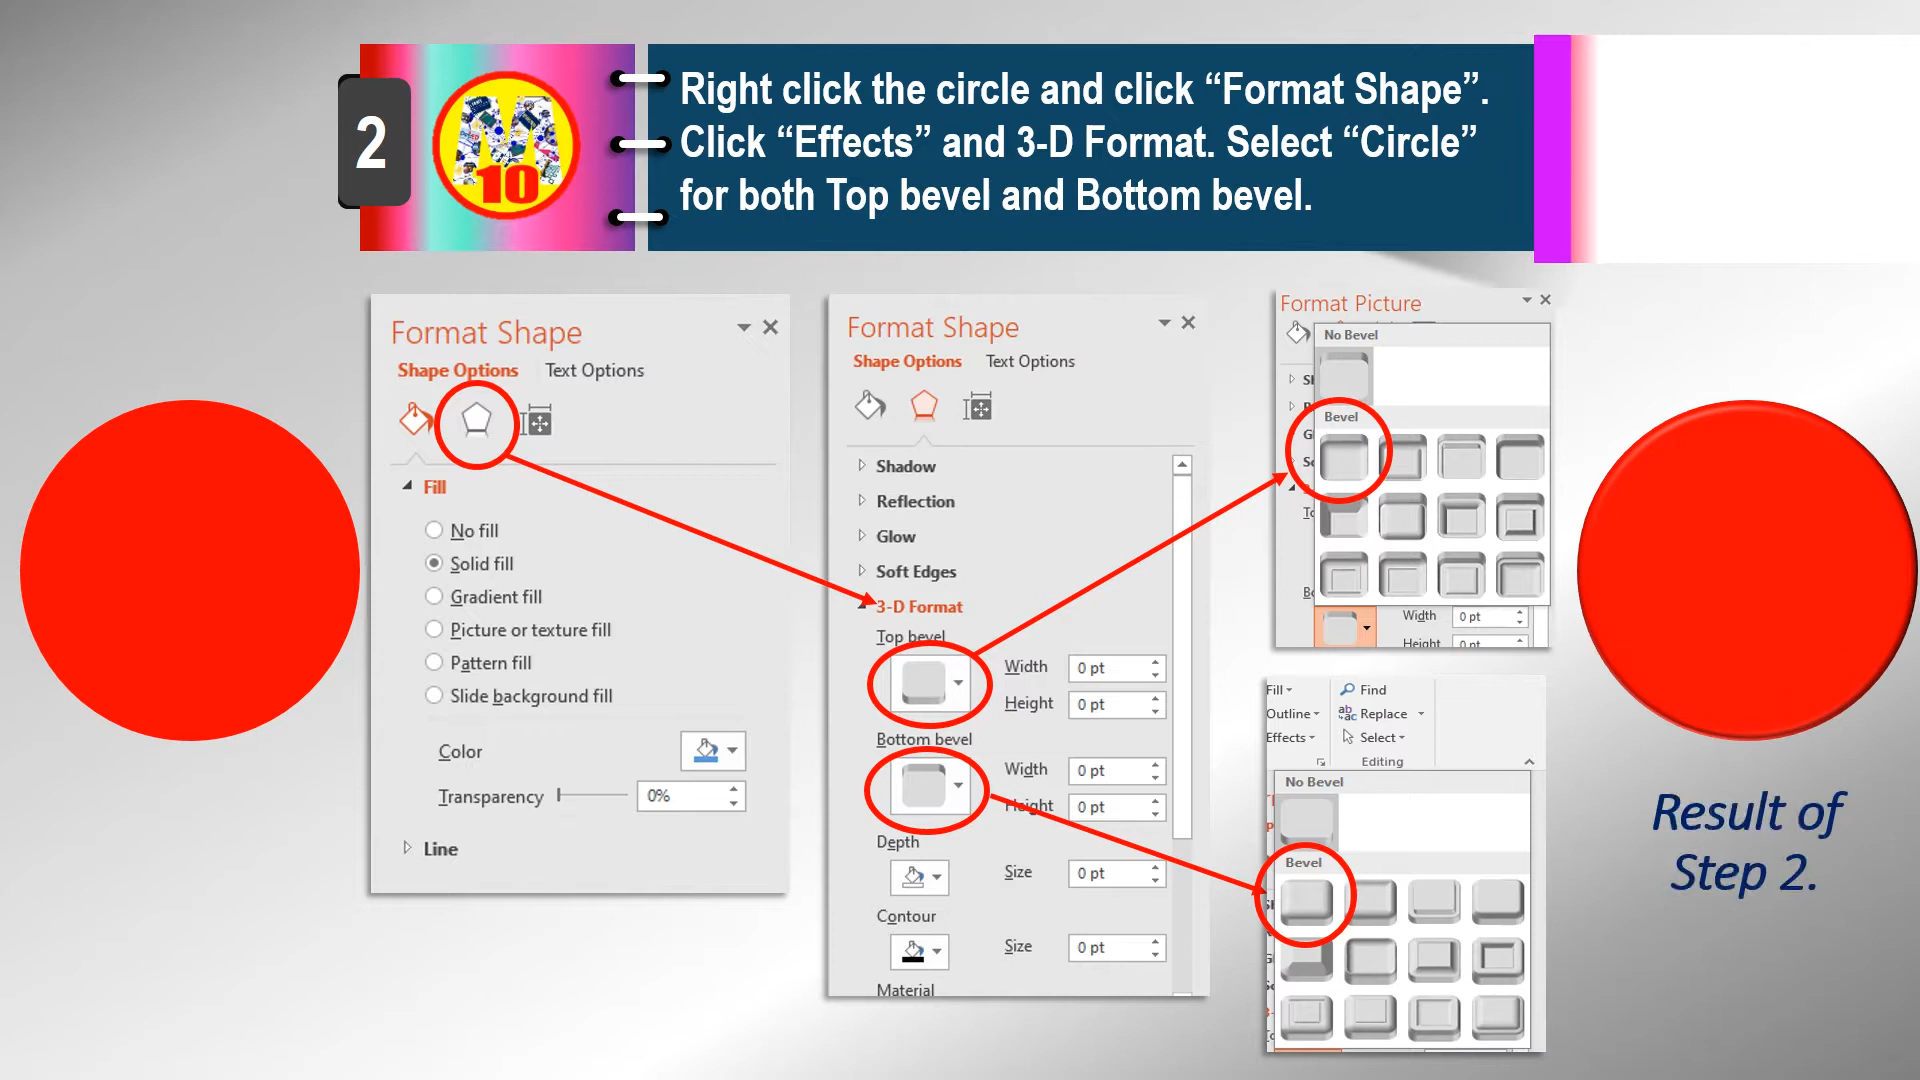 2
M
10
Right click the circle and click “Format Shape”.
Click “Effects” and 3-D Format. Select “Circle”
for both Top bevel and Bottom bevel.
Format Shape
Shape Options Text Options
Fill
No fill
Solid fill
Gradient fill
Picture or texture fill
Pattern fill
Slide background fill
Color
Transparency 0%
Line
Format Shape
Shape Options Text Options
Shadow
Reflection
Glow
Soft Edges
3-D Format
Top bevel
Width 0 pt
Height 0 pt
Bottom bevel
Width 0 pt
Height 0 pt
Depth
Size 0 pt
Contour
Size 0 pt
Material
Format Picture
No Bevel
Bevel
Width 0 pt
Height 0 pt
Fill Find
Outline Replace
Effects Select
Editing
No Bevel
Bevel
Result of
Step 2.